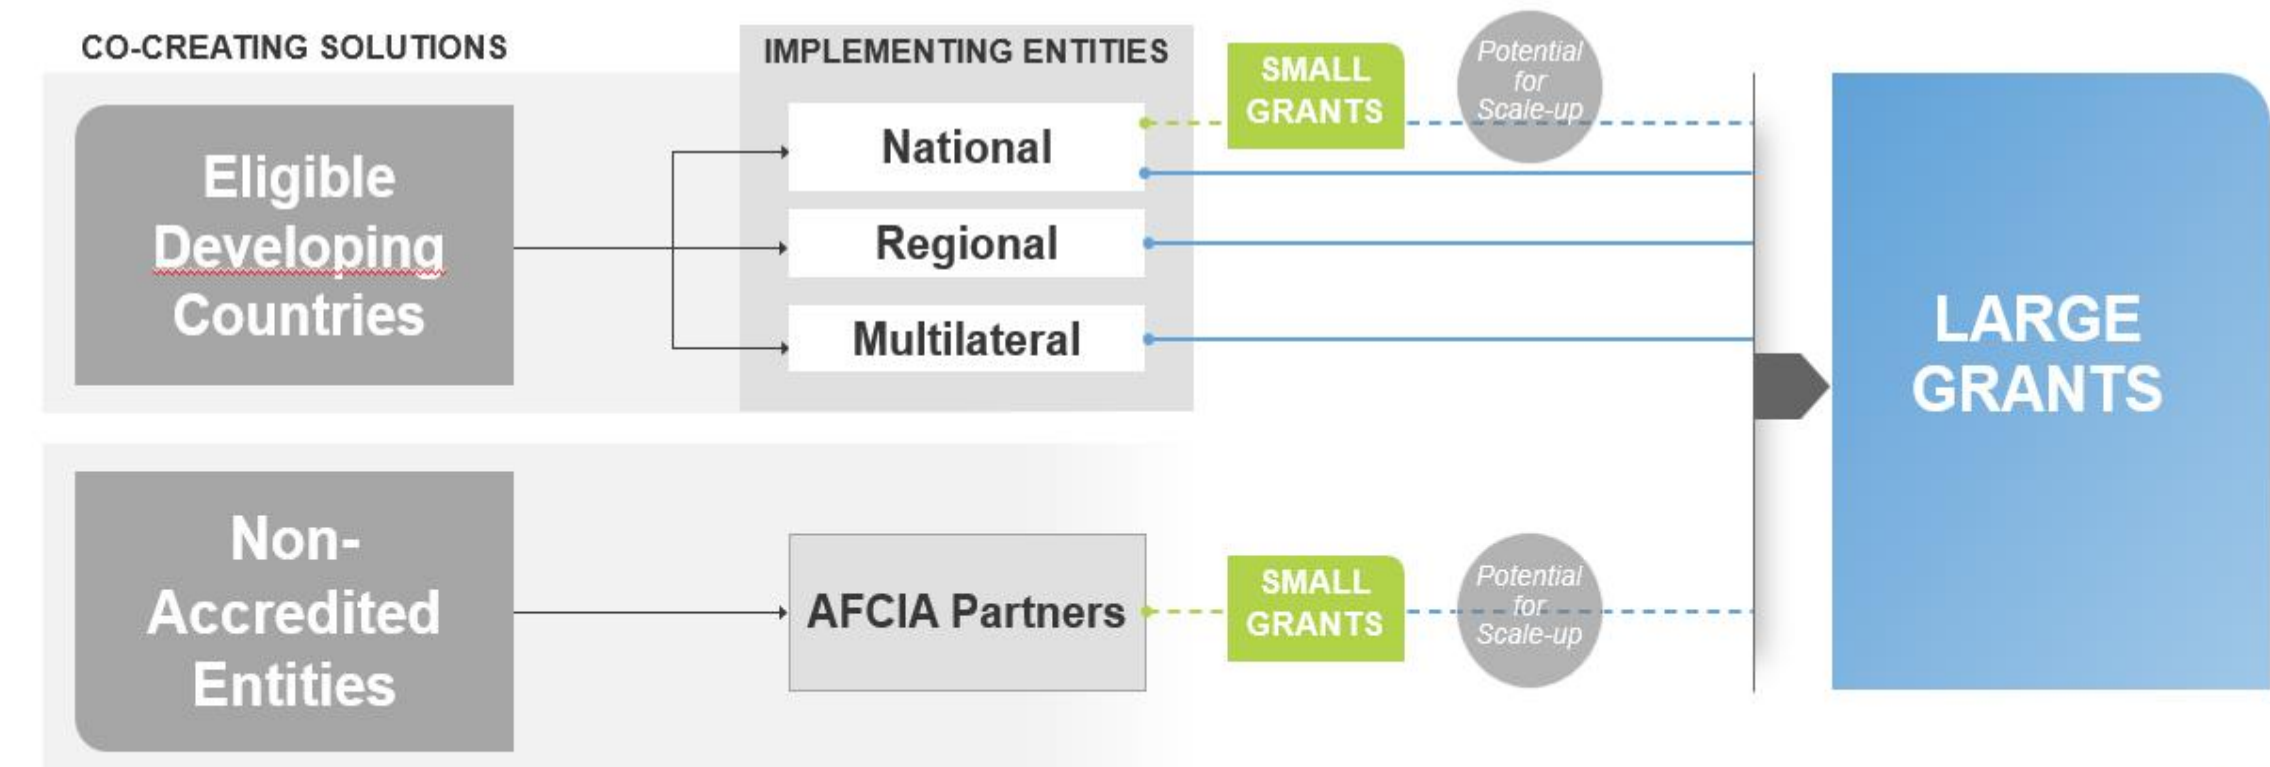 CO-CREATING SOLUTIONS
IMPLEMENTING ENTITIES
Eligible
Developing
Countries
National
Regional
Multilateral
SMALL
GRANTS
Potential
for
Scale-up
LARGE
GRANTS
Non-
Accredited
Entities
AFCIA Partners
SMALL
GRANTS
Potential
for
Scale-up